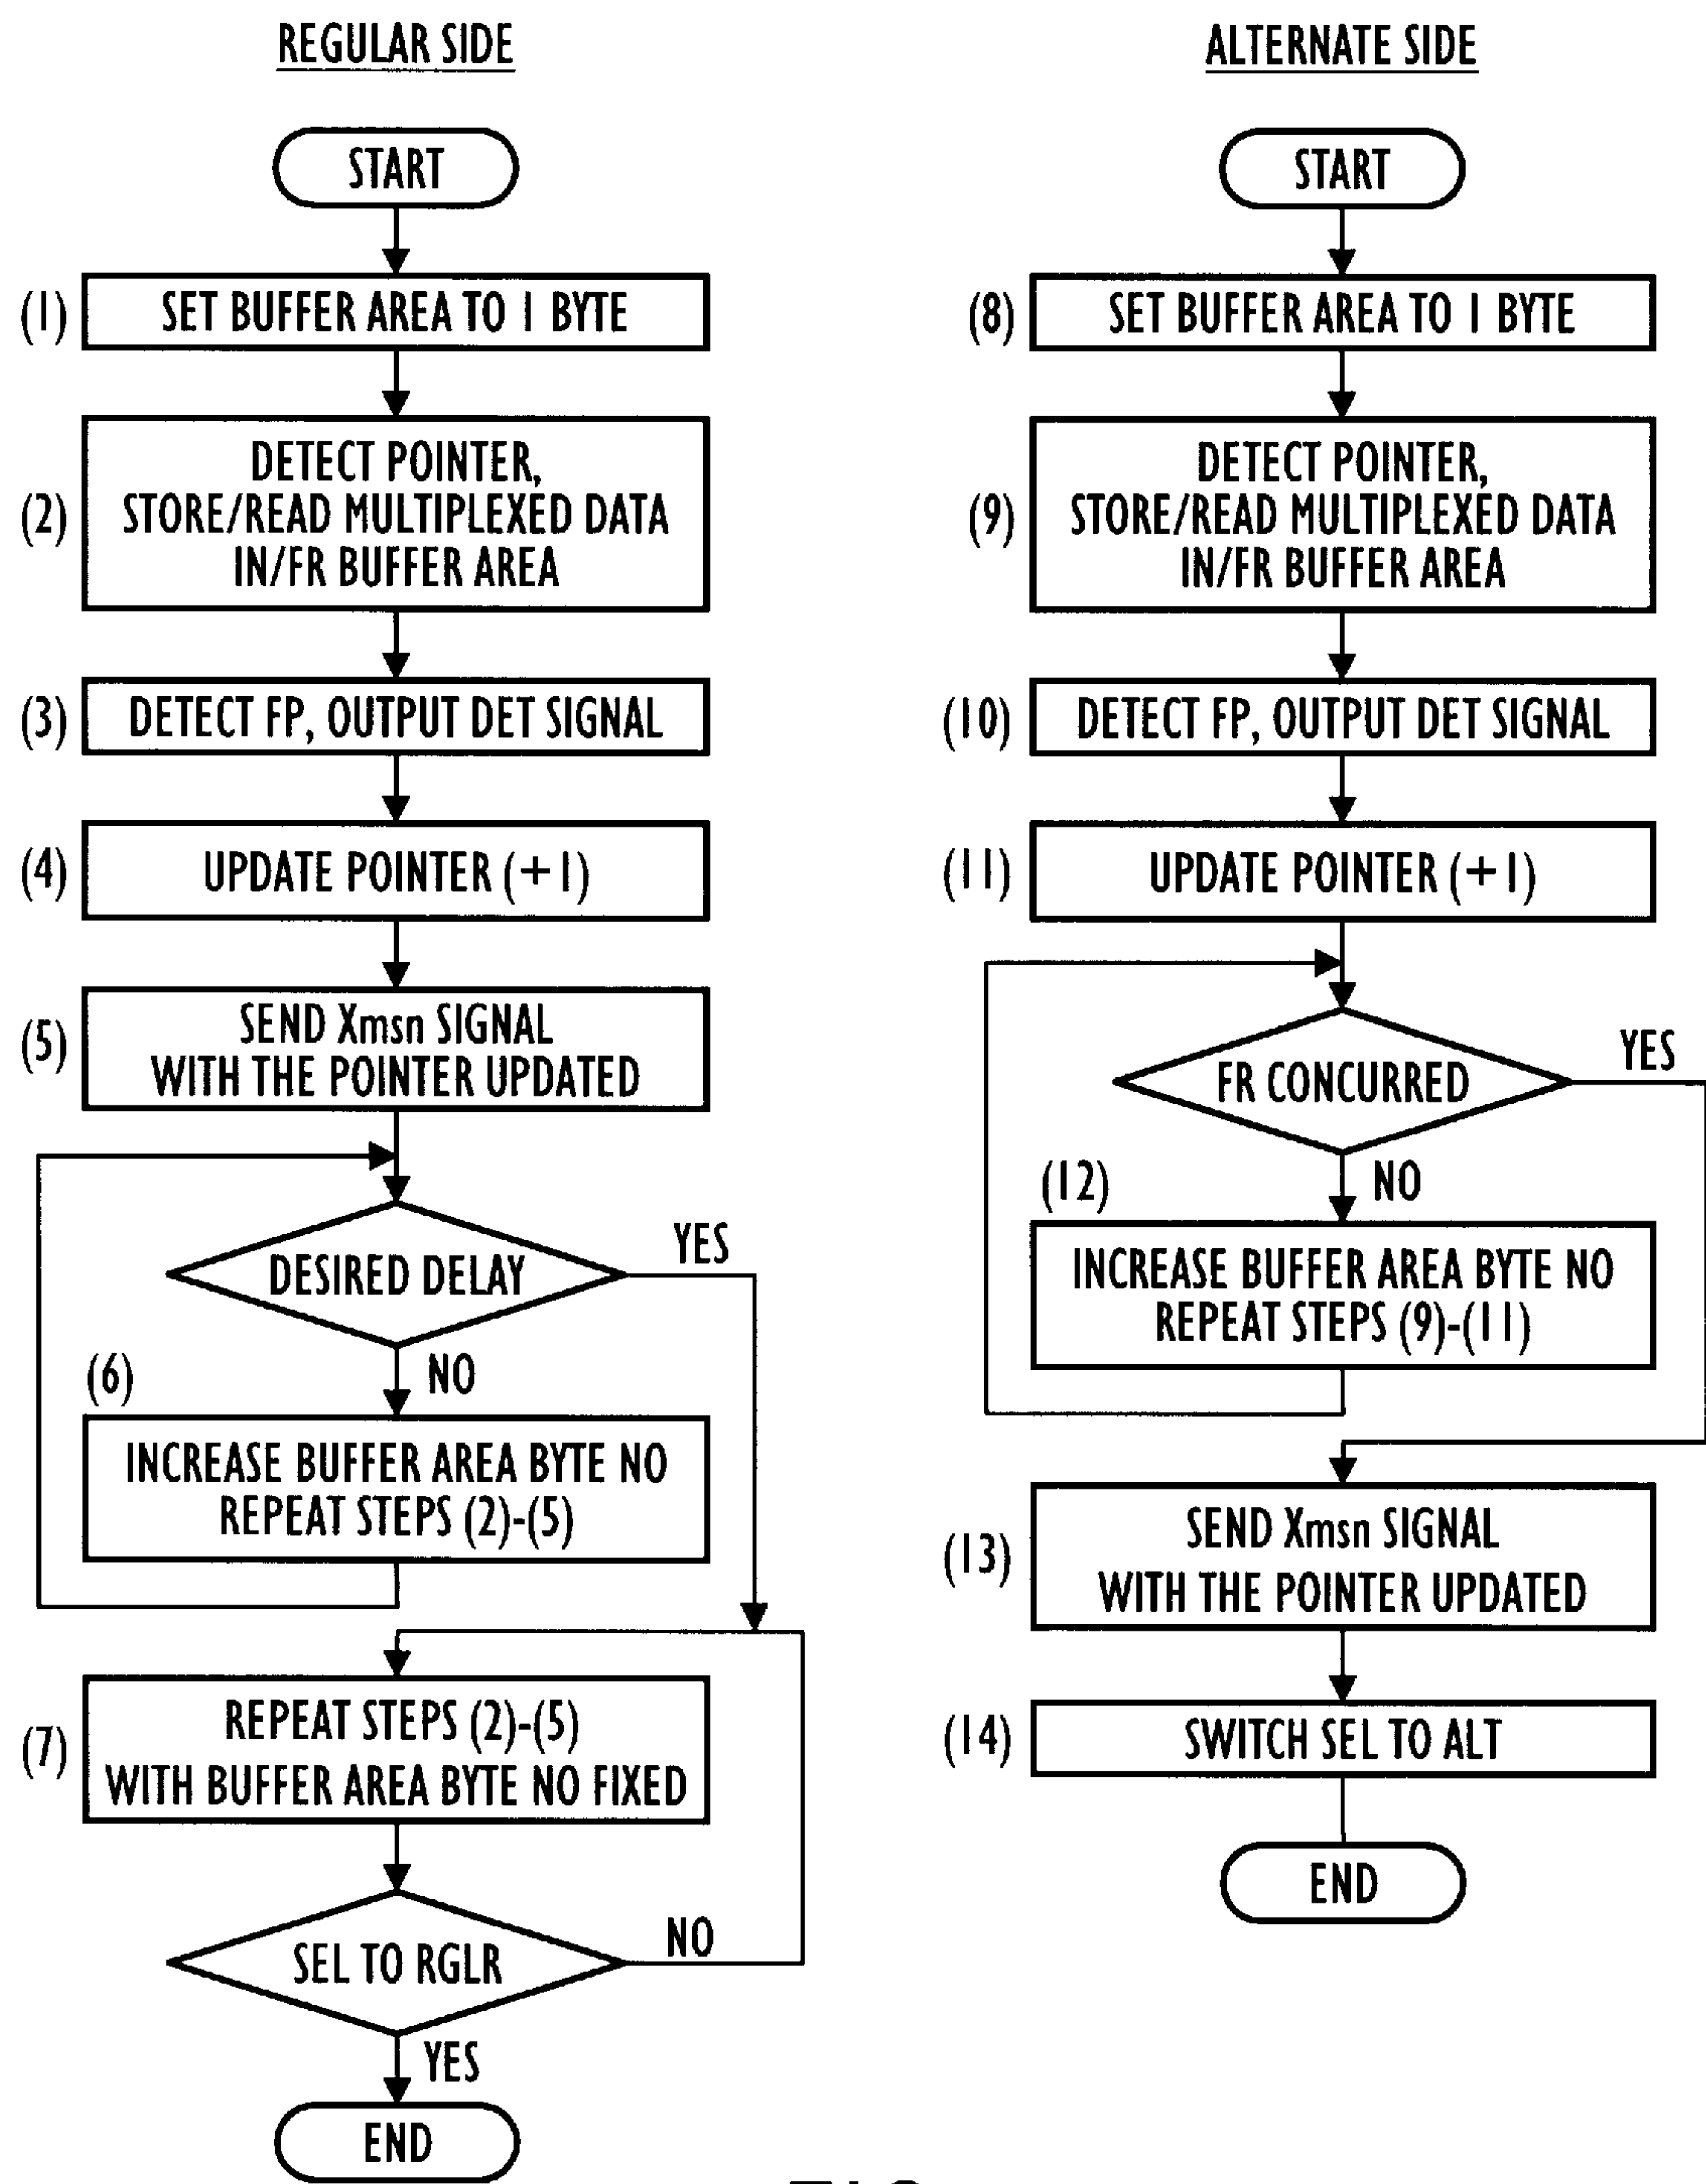 REGULAR SIDE
START
(1) SET BUFFER AREA TO 1 BYTE
DETECT POINTER,
(2) STORE/READ MULTIPLEXED DATA
IN/FR BUFFER AREA
(3) DETECT FP, OUTPUT DET SIGNAL
(4) UPDATE POINTER (+1)
SEND Xmsn SIGNAL
(5)
WITH THE POINTER UPDATED
DESIRED DELAY
YES
NO
(6)
INCREASE BUFFER AREA BYTE NO
REPEAT STEPS (2)-(5)
REPEAT STEPS (2)-(5)
(7)
WITH BUFFER AREA BYTE NO FIXED
SEL TO RGLR
NO
YES
END
ALTERNATE SIDE
START
(8) SET BUFFER AREA TO 1 BYTE
DETECT POINTER,
(9) STORE/READ MULTIPLEXED DATA
IN/FR BUFFER AREA
(10) DETECT FP, OUTPUT DET SIGNAL
(11) UPDATE POINTER (+1)
FR CONCURRED
YES
NO
(12)
INCREASE BUFFER AREA BYTE NO
REPEAT STEPS (9)-(11)
SEND Xmsn SIGNAL
(13)
WITH THE POINTER UPDATED
(14) SWITCH SEL TO ALT
END